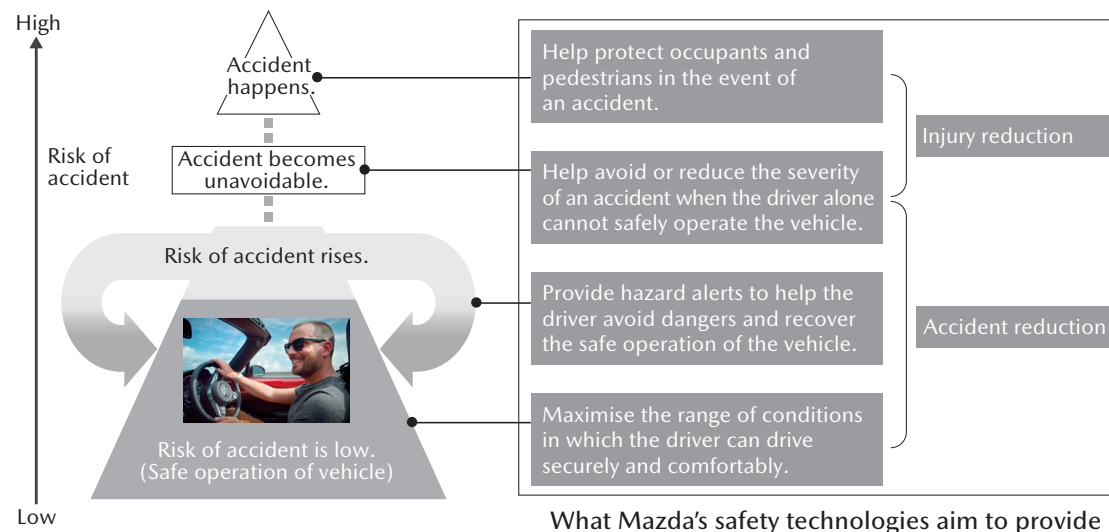 High
Risk of
accident
Low
Accident
happens.
Accident becomes
unavoidable.
Risk of accident rises.
Risk of accident is low.
(Safe operation of vehicle)
Help protect occupants and
pedestrians in the event of
an accident.
Help avoid or reduce the severity
of an accident when the driver alone
cannot safely operate the vehicle.
Provide hazard alerts to help the
driver avoid dangers and recover
the safe operation of the vehicle.
Maximise the range of conditions
in which the driver can drive
securely and comfortably.
Injury reduction
Accident reduction
What Mazda's safety technologies aim to provide